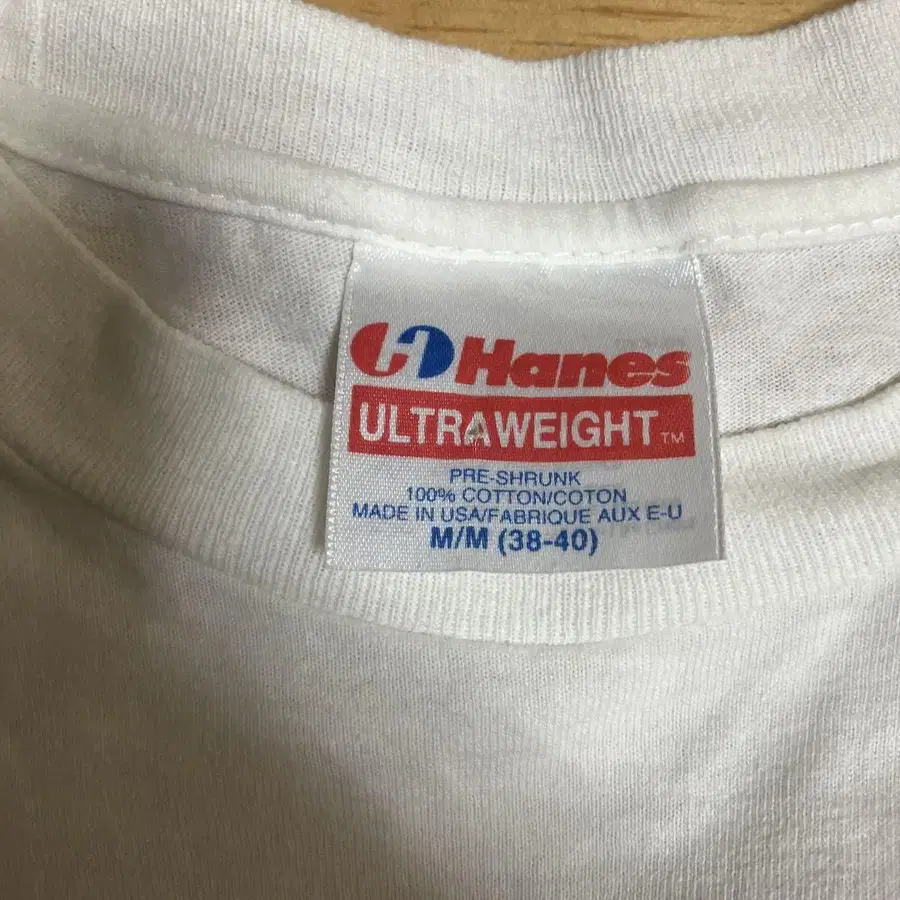 Hanes
ULTRAWEIGHT™
PRE-SHRUNK
100% COTTON/COTON
MADE IN USA/FABRIQUE AUX E-U
M/M (38-40)